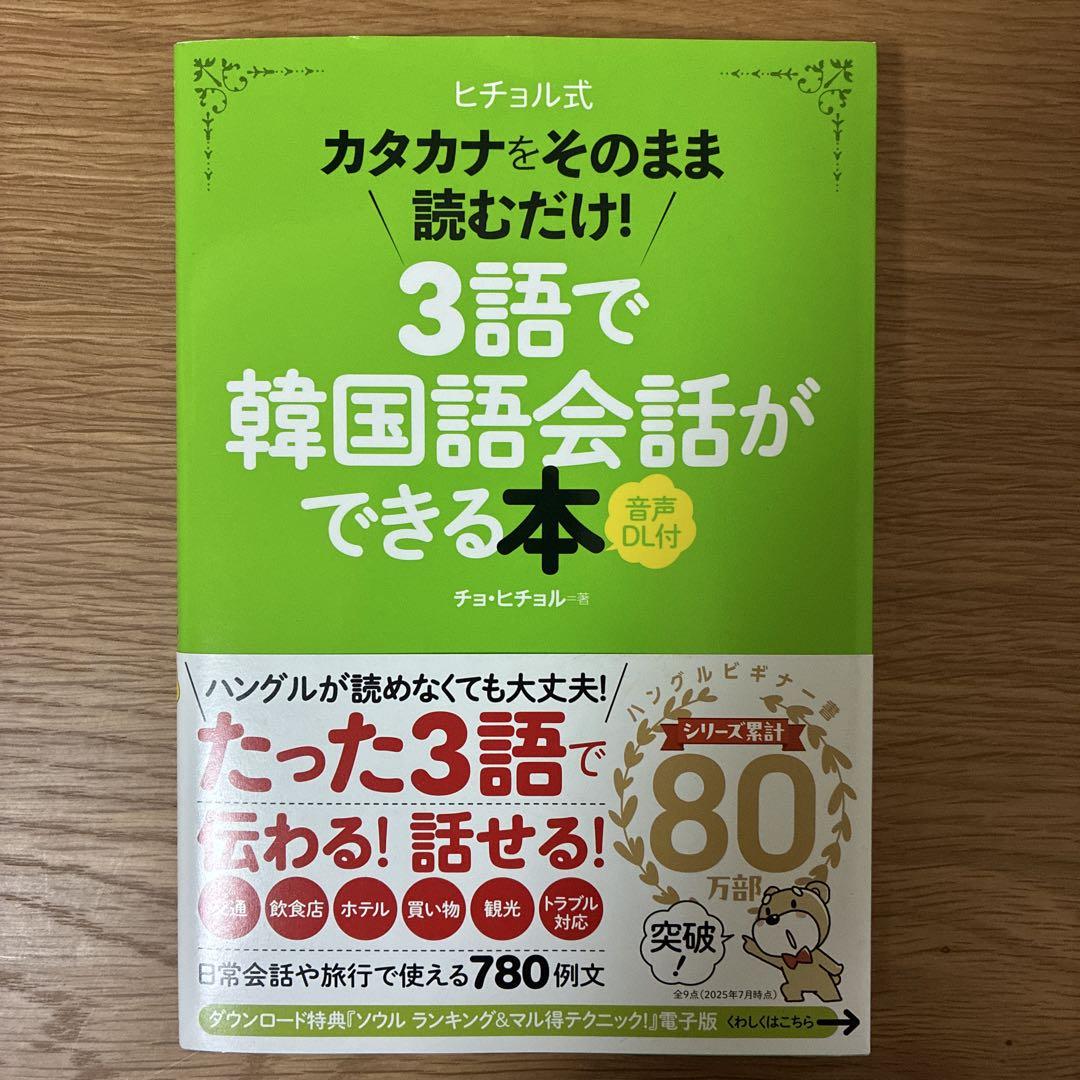 ヒチョル式
カタカナをそのまま
読むだけ!
3語で
韓国語会話が
できる本
音声
DL付
チョ・ヒチョル=著
ハングルが読めなくても大丈夫!
たった3語で
伝わる! 話せる!
交通 飲食店 ホテル 買い物 観光 トラブル対応
日常会話や旅行で使える780例文
ハングルビギナー書
シリーズ累計
80
万部
突破!
全9点(2025年7月時点)
ダウンロード特典『ソウル ランキング&マル得テクニック!』電子版 くわしくはこちら